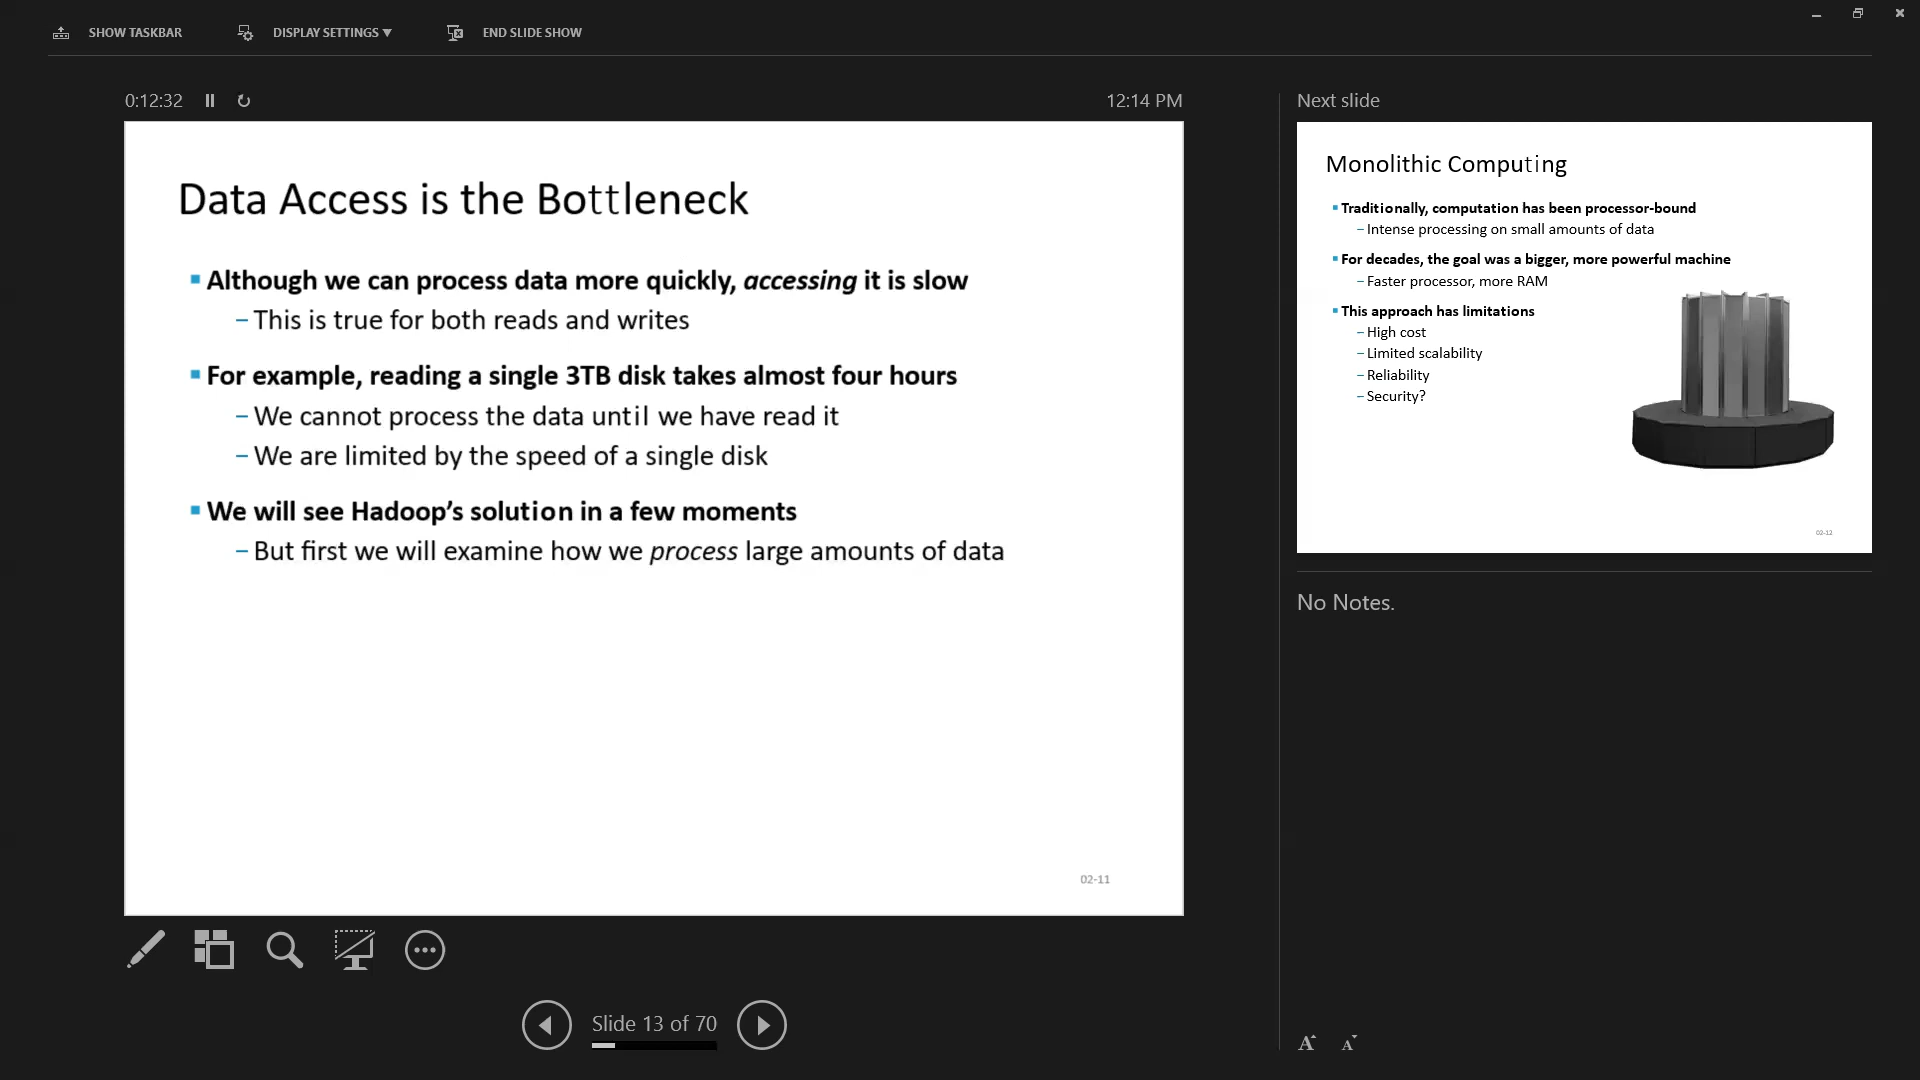 SHOW TASKBAR
DISPLAY SETTINGS ▼
END SLIDE SHOW
0:12:32
12:14 PM
Data Access is the Bottleneck
▪ Although we can process data more quickly, accessing it is slow
– This is true for both reads and writes
▪ For example, reading a single 3TB disk takes almost four hours
– We cannot process the data until we have read it
– We are limited by the speed of a single disk
▪ We will see Hadoop’s solution in a few moments
– But first we will examine how we process large amounts of data
02-11
Slide 13 of 70
Next slide
Monolithic Computing
▪ Traditionally, computation has been processor-bound
– Intense processing on small amounts of data
▪ For decades, the goal was a bigger, more powerful machine
– Faster processor, more RAM
▪ This approach has limitations
– High cost
– Limited scalability
– Reliability
– Security?
02-12
No Notes.
A A